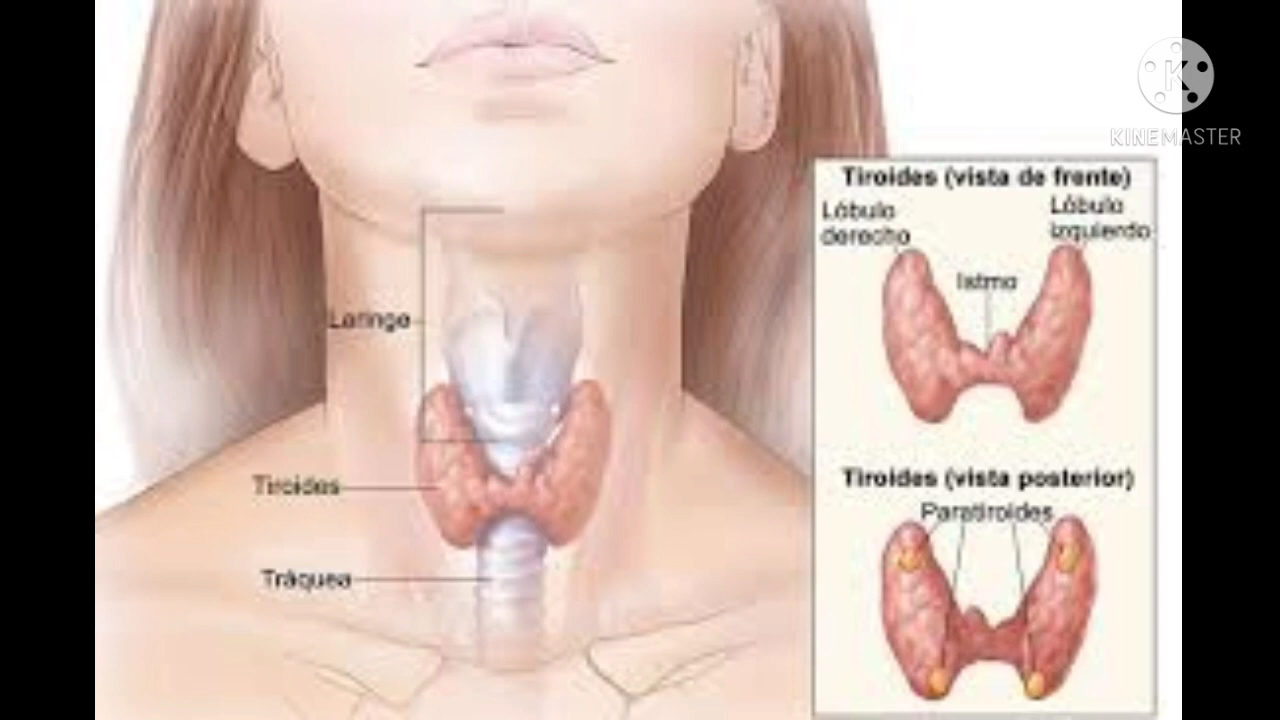 KINEMASTER
Tiroides (vista de frente)
Lóbulo
derecho
Lóbulo
izquierdo
Istmo
Laringe
Tiroides
Tráquea
Tiroides (vista posterior)
Paratiroides